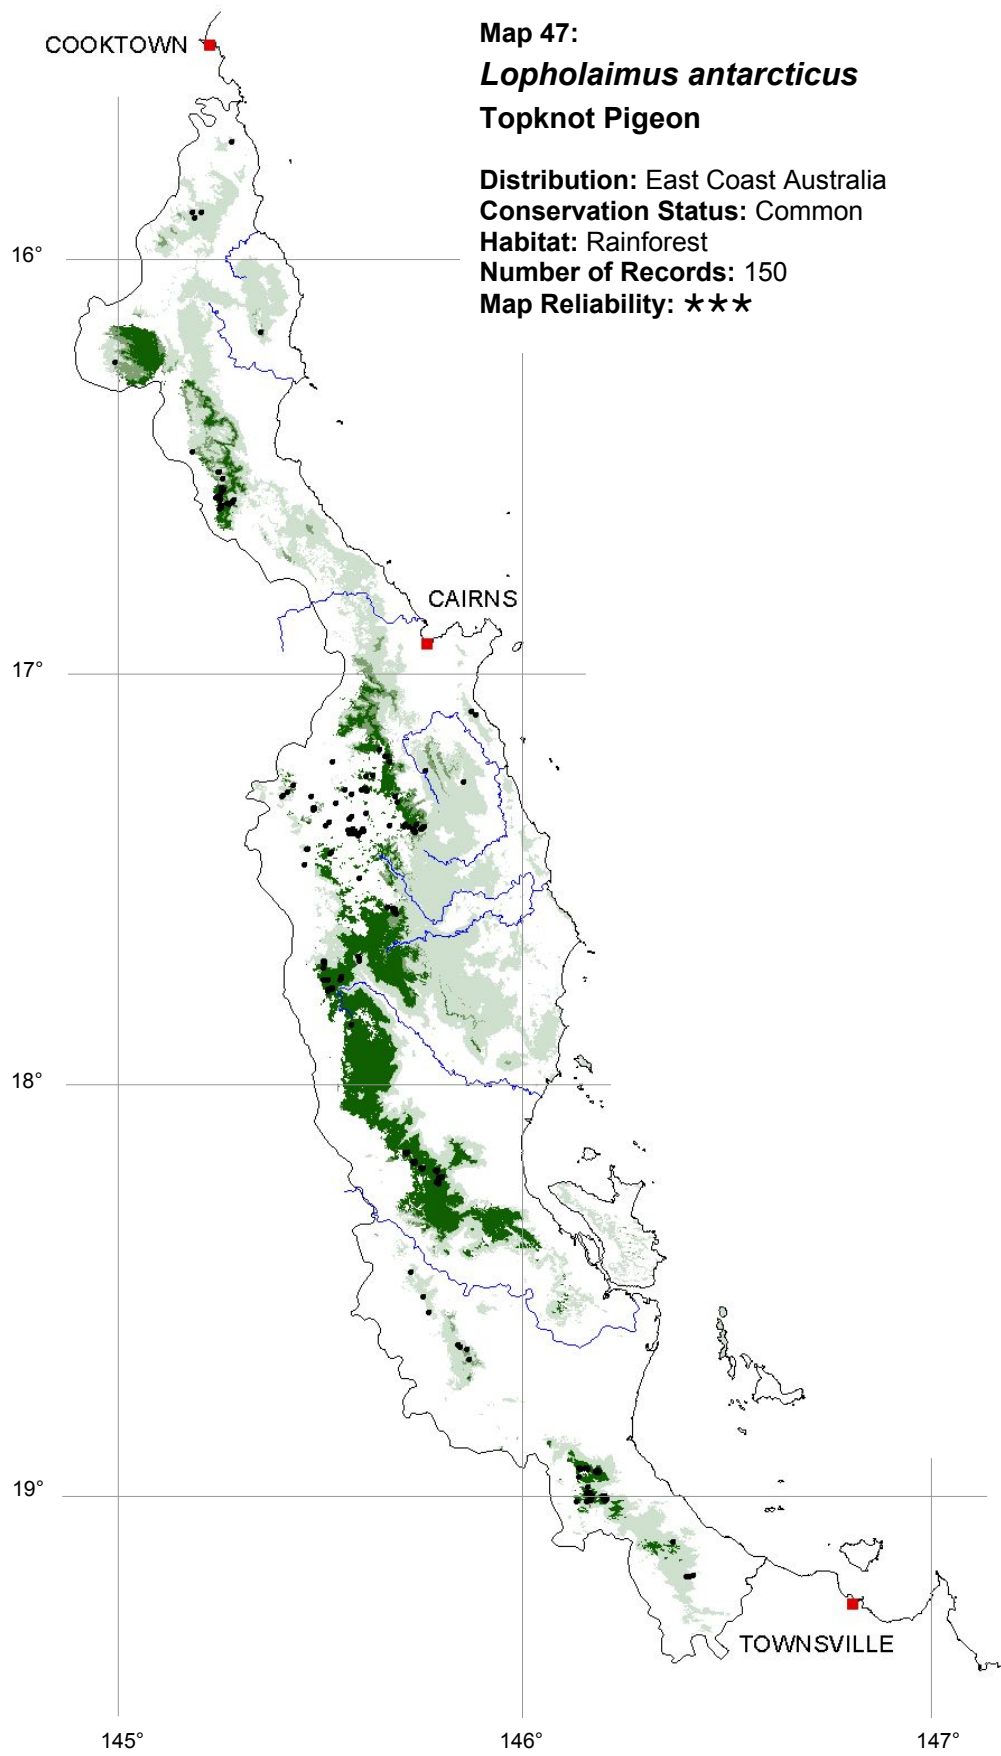 Map 47:
Lopholaimus antarcticus
Topknot Pigeon
Distribution: East Coast Australia
Conservation Status: Common
Habitat: Rainforest
Number of Records: 150
Map Reliability: ***
COOKTOWN
16°
CAIRNS
17°
18°
19°
TOWNSVILLE
145° 146° 147°